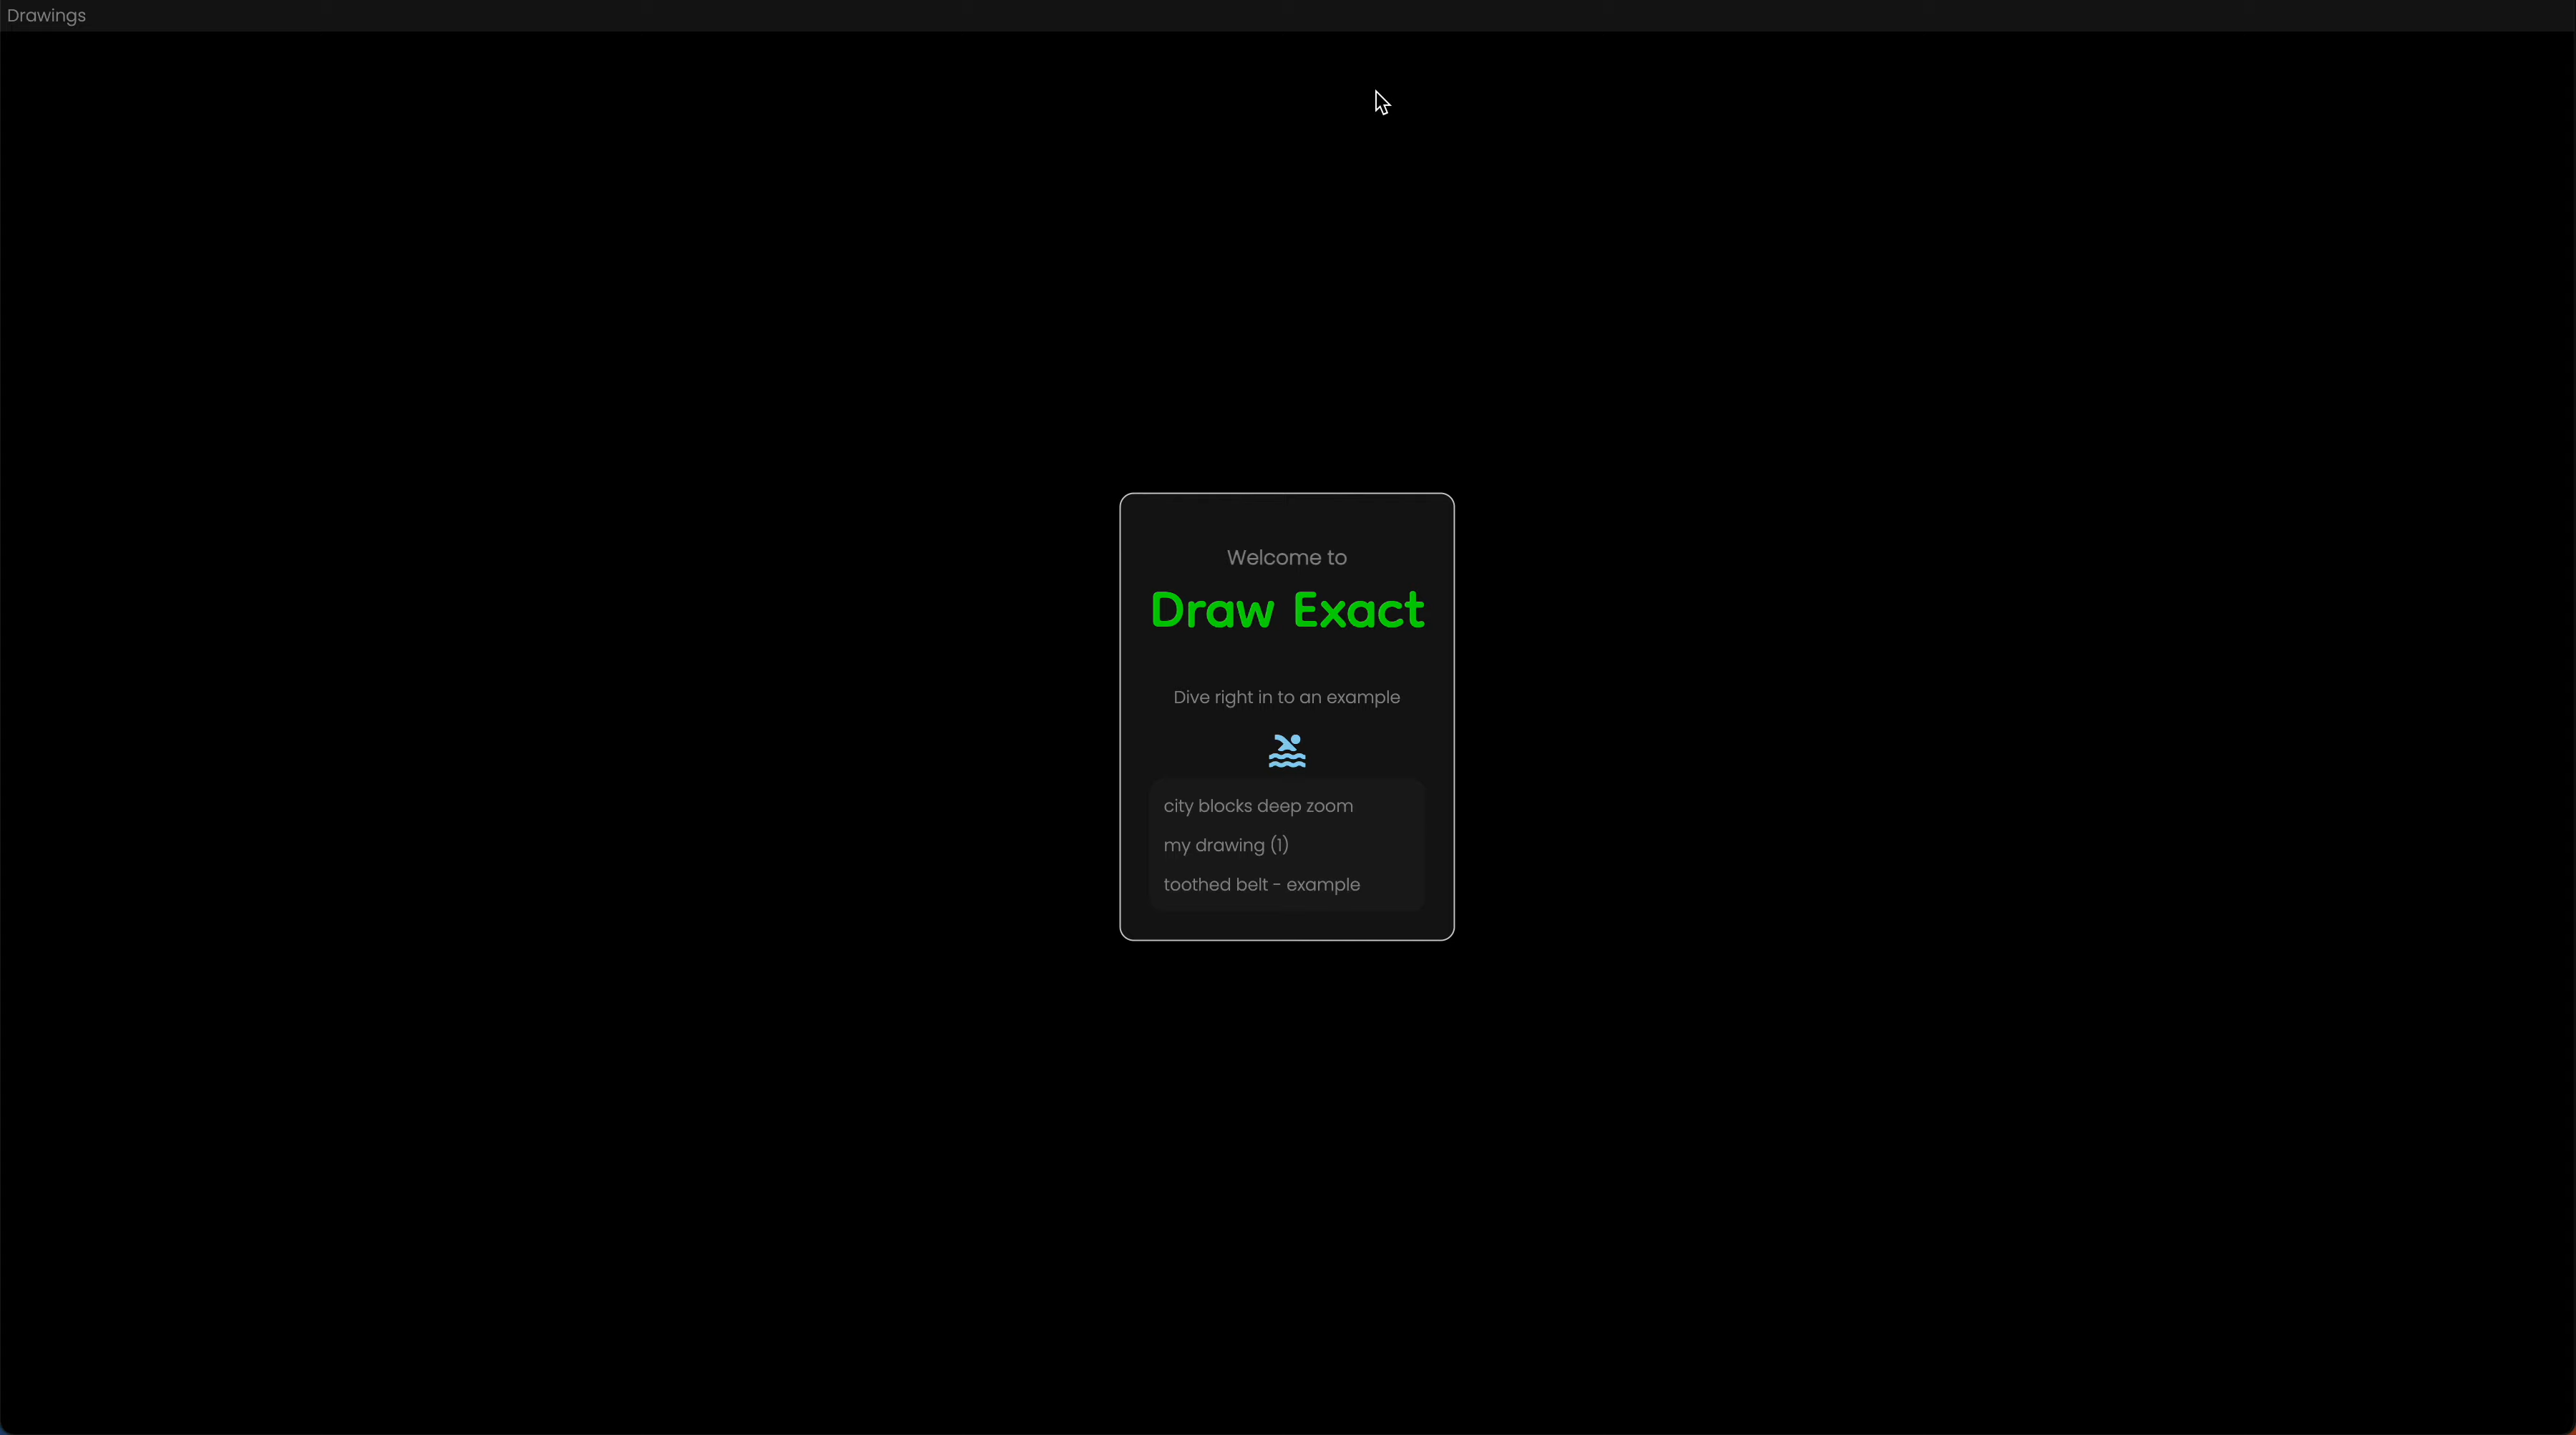 Drawings
Welcome to
Draw Exact
Dive right in to an example
city blocks deep zoom
my drawing (1)
toothed belt - example